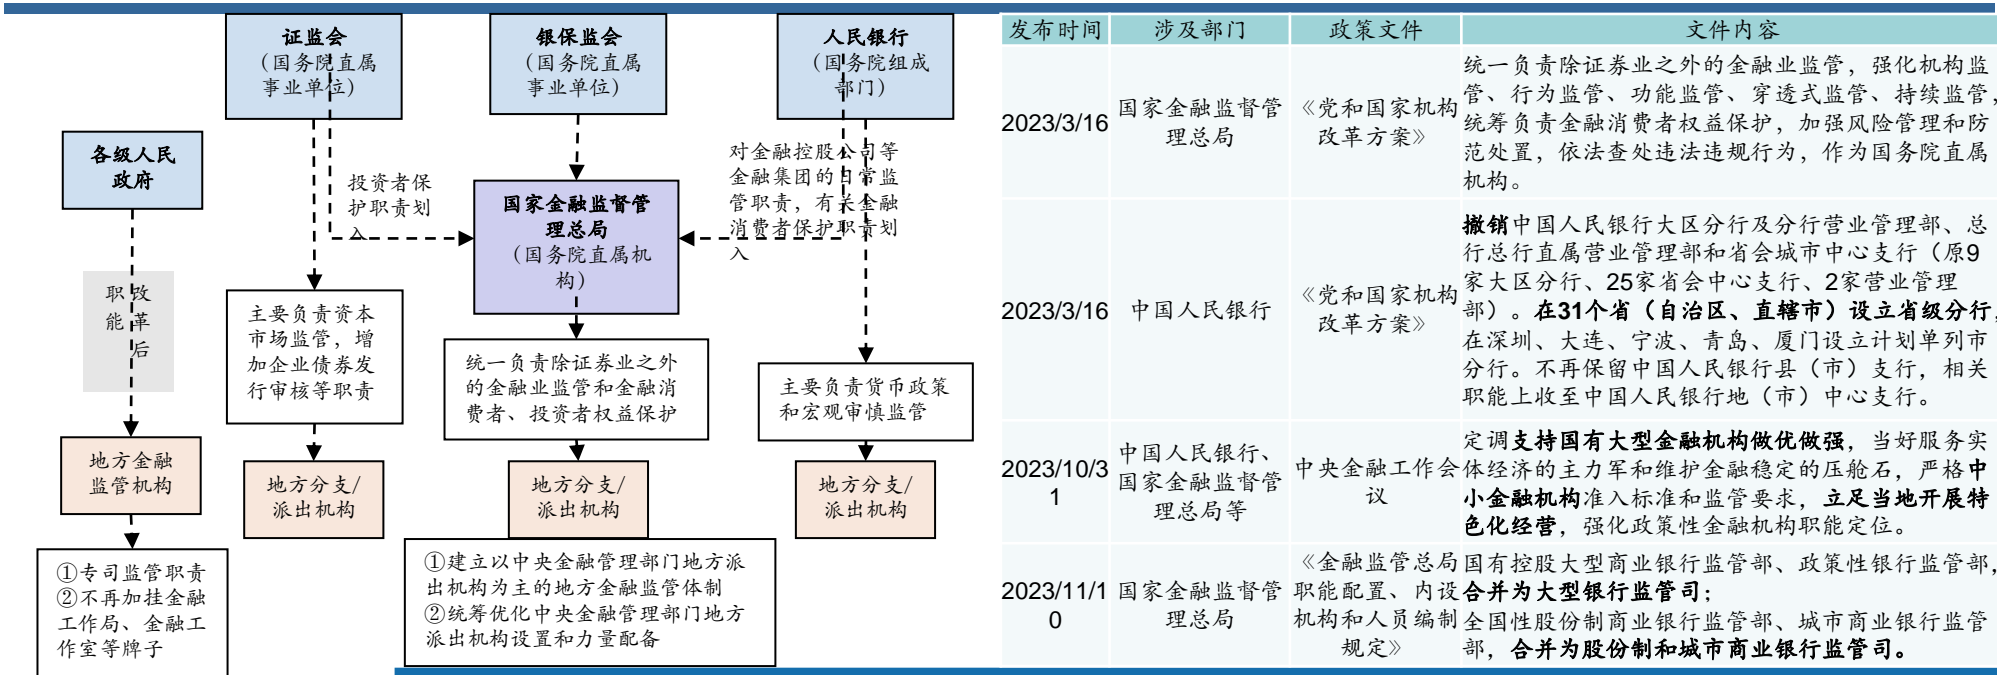 证监会
（国务院直属
事业单位）
银保监会
（国务院直属
事业单位）
人民银行
（国务院组成
部门）
各级人民
政府
投资者保
护职责划
入
国家金融监督管
理总局
（国务院直属机
构）
对金融控股公司等
金融集团的日常监
管职责，有关金融
消费者保护职责划
入
改革后
职能
主要负责资本
市场监管，增
加企业债券发
行审核等职责
统一负责除证券业之外
的金融业监管和金融消
费者、投资者权益保护
主要负责货币政策
和宏观审慎监管
地方金融
监管机构
地方分支/
派出机构
地方分支/
派出机构
地方分支/
派出机构
①专司监管职责
②不再加挂金融
工作局、金融工
作室等牌子
①建立以中央金融管理部门地方派
出机构为主的地方金融监管体制
②统筹优化中央金融管理部门地方
派出机构设置和力量配备
发布时间 涉及部门 政策文件 文件内容
2023/3/16
国家金融监督管
理总局
《党和国家机构
改革方案》
统一负责除证券业之外的金融业监管，强化机构监
管、行为监管、功能监管、穿透式监管、持续监管，
统筹负责金融消费者权益保护，加强风险管理和防
范处置，依法查处违法违规行为，作为国务院直属
机构。
2023/3/16
中国人民银行
《党和国家机构
改革方案》
撤销中国人民银行大区分行及分行营业管理部、总
行总行直属营业管理部和省会城市中心支行（原9
家大区分行、25家省会中心支行、2家营业管理
部）。在31个省（自治区、直辖市）设立省级分行，
在深圳、大连、宁波、青岛、厦门设立计划单列市
分行。不再保留中国人民银行县（市）支行，相关
职能上收至中国人民银行地（市）中心支行。
2023/10/3
1
中国人民银行、
国家金融监督管
理总局等
中央金融工作会
议
定调支持国有大型金融机构做优做强，当好服务实
体经济的主力军和维护金融稳定的压舱石，严格中
小金融机构准入标准和监管要求，立足当地开展特
色化经营，强化政策性金融机构职能定位。
2023/11/1
0
国家金融监督管
理总局
《金融监管总局
职能配置、内设
机构和人员编制
规定》
国有控股大型商业银行监管部、政策性银行监管部，
合并为大型银行监管司；
全国性股份制商业银行监管部、城市商业银行监管
部，合并为股份制和城市商业银行监管司。